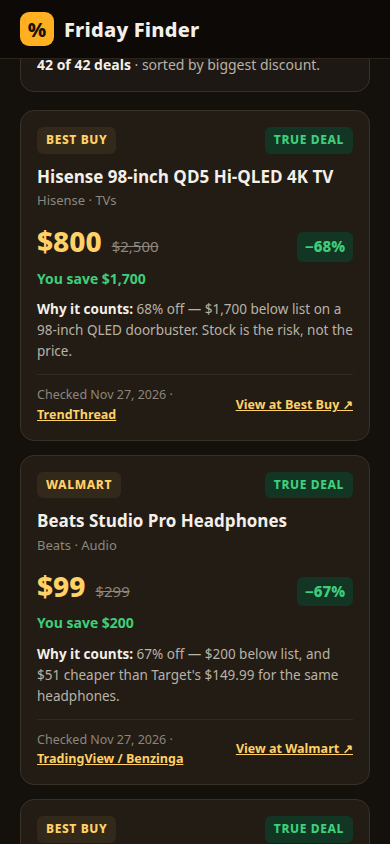 %
Friday Finder
42 of 42 deals · sorted by biggest discount.
BEST BUY
TRUE DEAL
Hisense 98-inch QD5 Hi-QLED 4K TV
Hisense · TVs
$800 $2,500
−68%
You save $1,700
Why it counts: 68% off — $1,700 below list on a
98-inch QLED doorbuster. Stock is the risk, not the
price.
Checked Nov 27, 2026 ·
TrendThread
View at Best Buy ↗
WALMART
TRUE DEAL
Beats Studio Pro Headphones
Beats · Audio
$99 $299
−67%
You save $200
Why it counts: 67% off — $200 below list, and
$51 cheaper than Target's $149.99 for the same
headphones.
Checked Nov 27, 2026 ·
TradingView / Benzinga
View at Walmart ↗
BEST BUY
TRUE DEAL